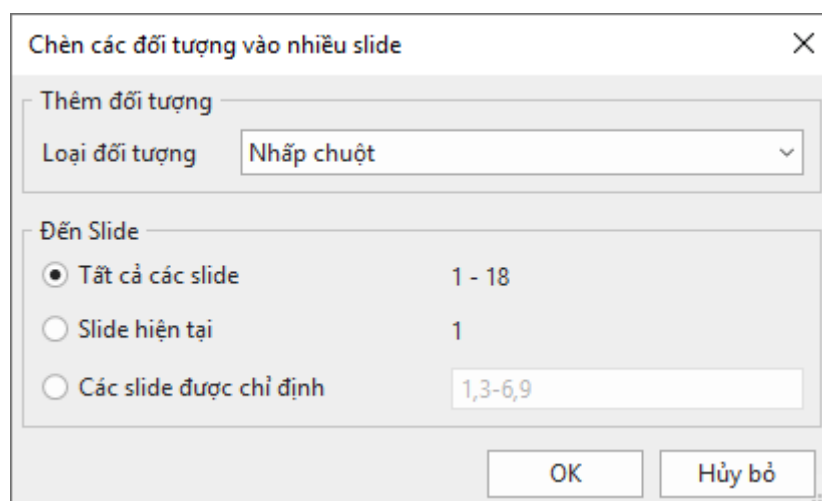 Chèn các đối tượng vào nhiều slide
Thêm đối tượng
Loại đối tượng Nhấp chuột
Đến Slide
Tất cả các slide 1 - 18
Slide hiện tại 1
Các slide được chỉ định 1,3-6,9
OK Hủy bỏ